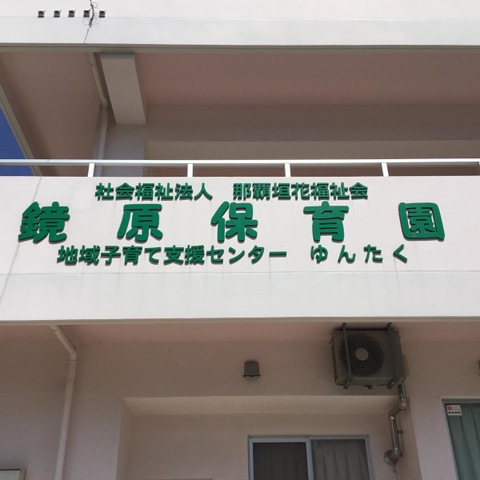 社会福祉法人 那覇垣花福祉会
鏡原保育園
地域子育て支援センター ゆんたく